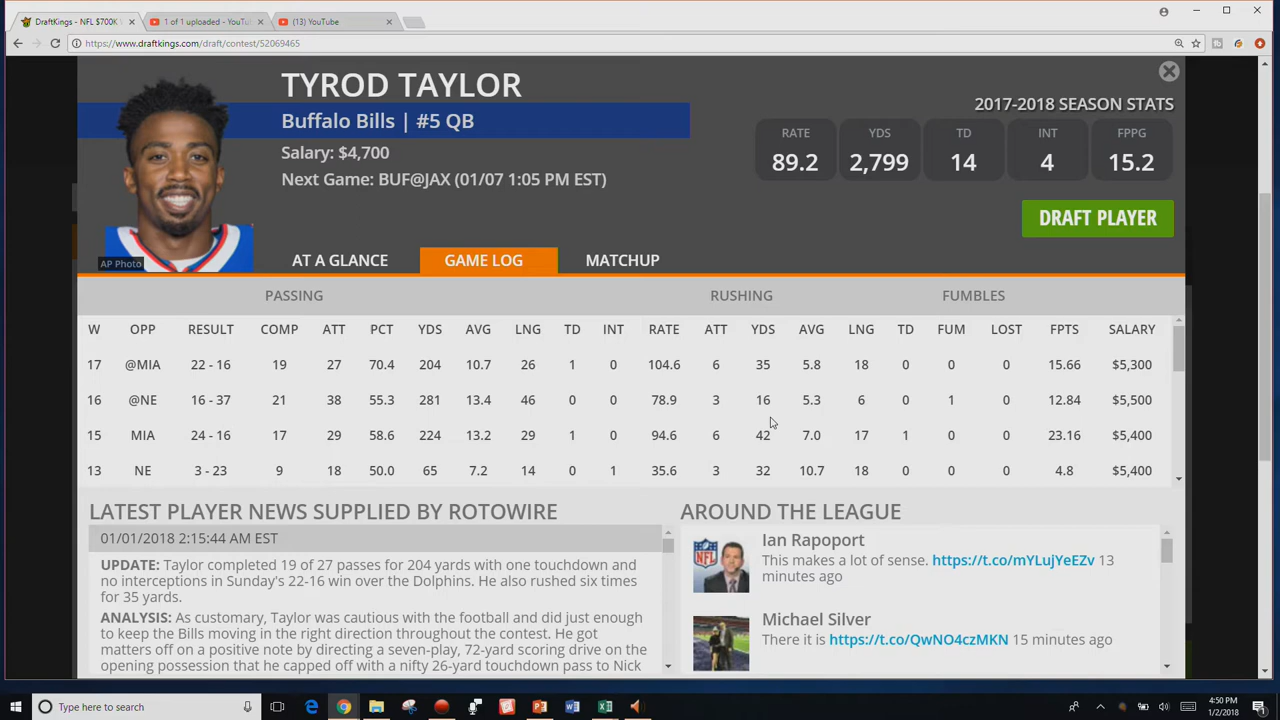 DraftKings - NFL $700K W
1 of 1 uploaded - YouTu
(13) YouTube
https://www.draftkings.com/draft/contest/52069465
TYROD TAYLOR
Buffalo Bills | #5 QB
Salary: $4,700
Next Game: BUF@JAX (01/07 1:05 PM EST)
2017-2018 SEASON STATS
RATE YDS TD INT FPPG
89.2 2,799 14 4 15.2
DRAFT PLAYER
AP Photo
AT A GLANCE GAME LOG MATCHUP
PASSING RUSHING FUMBLES
W OPP RESULT COMP ATT PCT YDS AVG LNG TD INT RATE ATT YDS AVG LNG TD FUM LOST FPTS SALARY
17 @MIA 22 - 16 19 27 70.4 204 10.7 26 1 0 104.6 6 35 5.8 18 0 0 0 15.66 $5,300
16 @NE 16 - 37 21 38 55.3 281 13.4 46 0 0 78.9 3 16 5.3 6 0 1 0 12.84 $5,500
15 MIA 24 - 16 17 29 58.6 224 13.2 29 1 0 94.6 6 42 7.0 17 1 0 0 23.16 $5,400
13 NE 3 - 23 9 18 50.0 65 7.2 14 0 1 35.6 3 32 10.7 18 0 0 0 4.8 $5,400
LATEST PLAYER NEWS SUPPLIED BY ROTOWIRE
01/01/2018 2:15:44 AM EST
UPDATE: Taylor completed 19 of 27 passes for 204 yards with one touchdown and
no interceptions in Sunday's 22-16 win over the Dolphins. He also rushed six times
for 35 yards.
ANALYSIS: As customary, Taylor was cautious with the football and did just enough
to keep the Bills moving in the right direction throughout the contest. He got
matters off on a positive note by directing a seven-play, 72-yard scoring drive on the
opening possession that he capped off with a nifty 26-yard touchdown pass to Nick
AROUND THE LEAGUE
Ian Rapoport
This makes a lot of sense. https://t.co/mYLujYeEZv 13
minutes ago
Michael Silver
There it is https://t.co/QwNO4czMKN 15 minutes ago
Type here to search
4:50 PM
1/2/2018